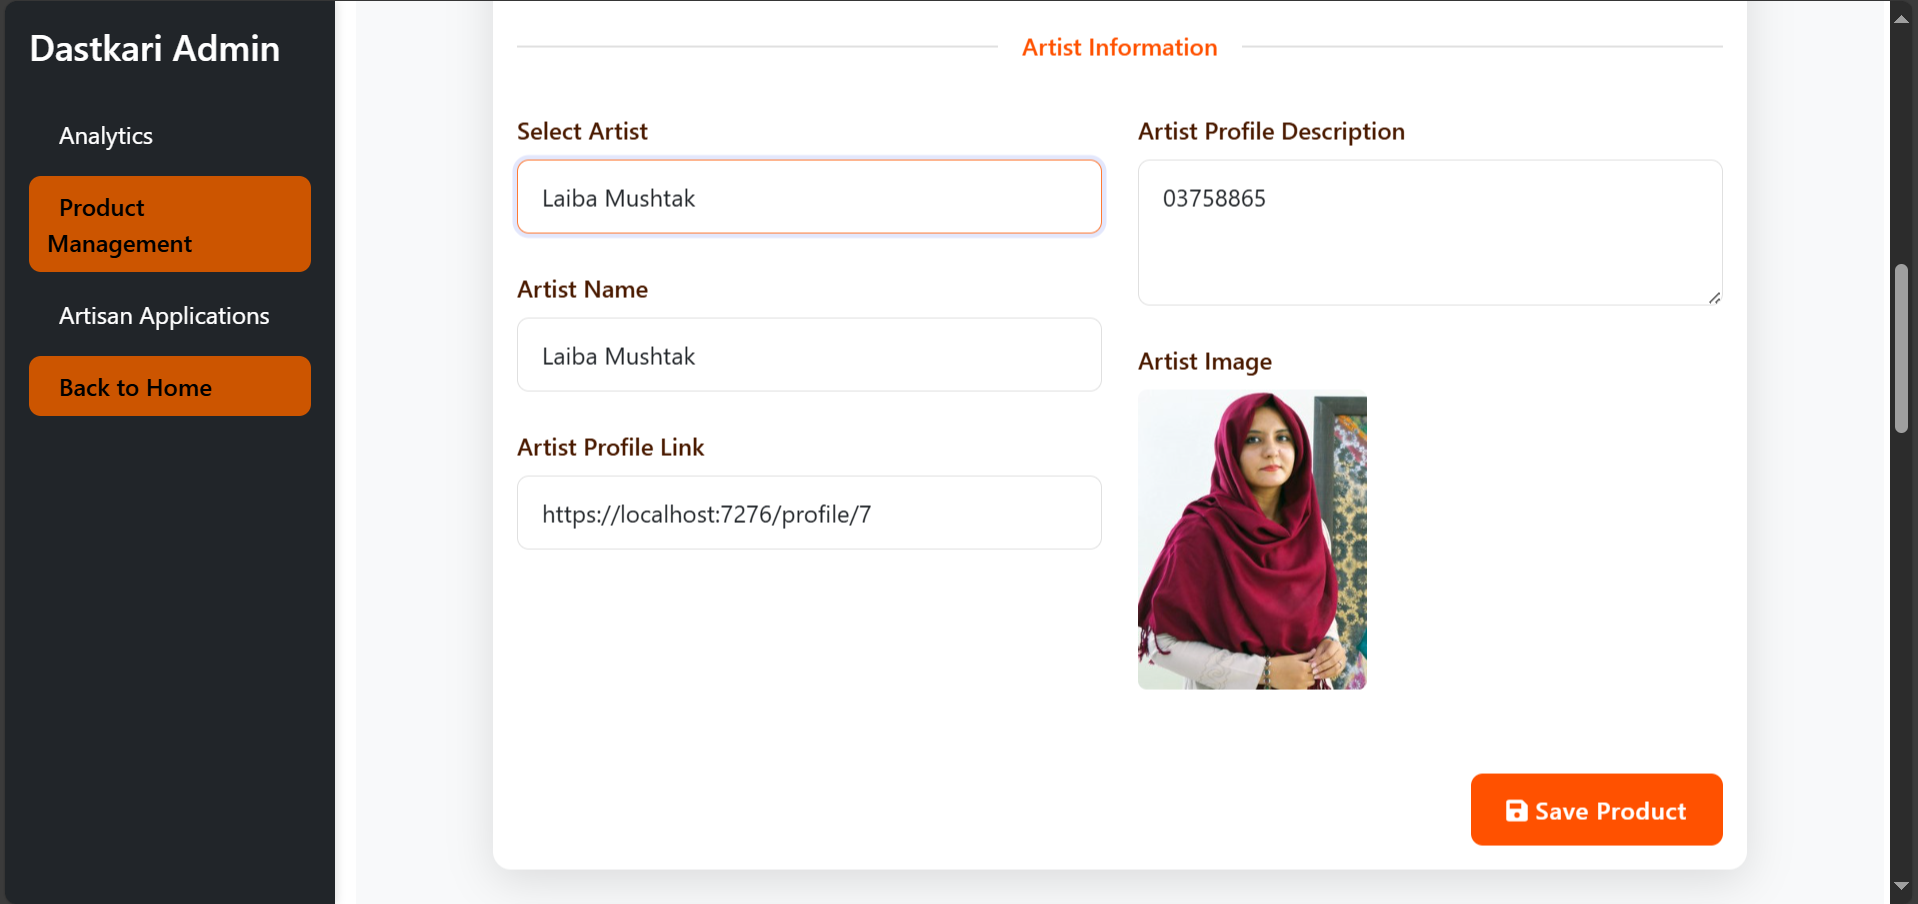 Dastkari Admin
Analytics
Product
Management
Artisan Applications
Back to Home
Artist Information
Select Artist
Laiba Mushtak
Artist Name
Laiba Mushtak
Artist Profile Link
https://localhost:7276/profile/7
Artist Profile Description
03758865
Artist Image
Save Product